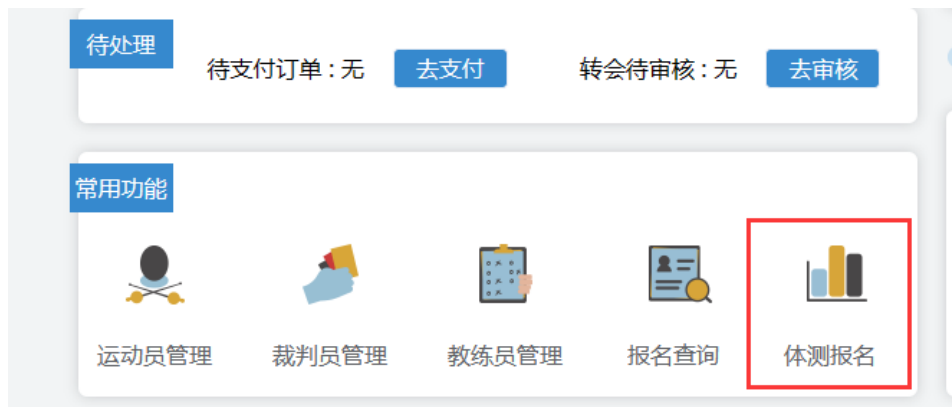 待处理
待支付订单 : 无 去支付 转会待审核 : 无 去审核
常用功能
运动员管理 裁判员管理 教练员管理 报名查询 体测报名